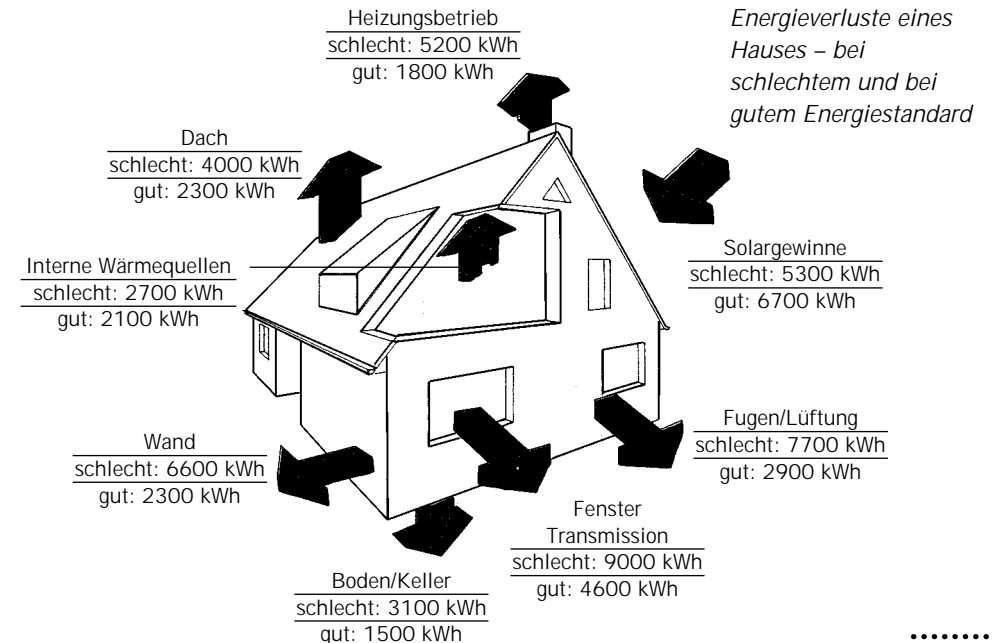 Heizungsbetrieb
schlecht: 5200 kWh
gut: 1800 kWh
Energieverluste eines
Hauses – bei
schlechtem und bei
gutem Energiestandard
Dach
schlecht: 4000 kWh
gut: 2300 kWh
Interne Wärmequellen
schlecht: 2700 kWh
gut: 2100 kWh
Solargewinne
schlecht: 5300 kWh
gut: 6700 kWh
Wand
schlecht: 6600 kWh
gut: 2300 kWh
Fugen/Lüftung
schlecht: 7700 kWh
gut: 2900 kWh
Fenster
Transmission
schlecht: 9000 kWh
gut: 4600 kWh
Boden/Keller
schlecht: 3100 kWh
gut: 1500 kWh